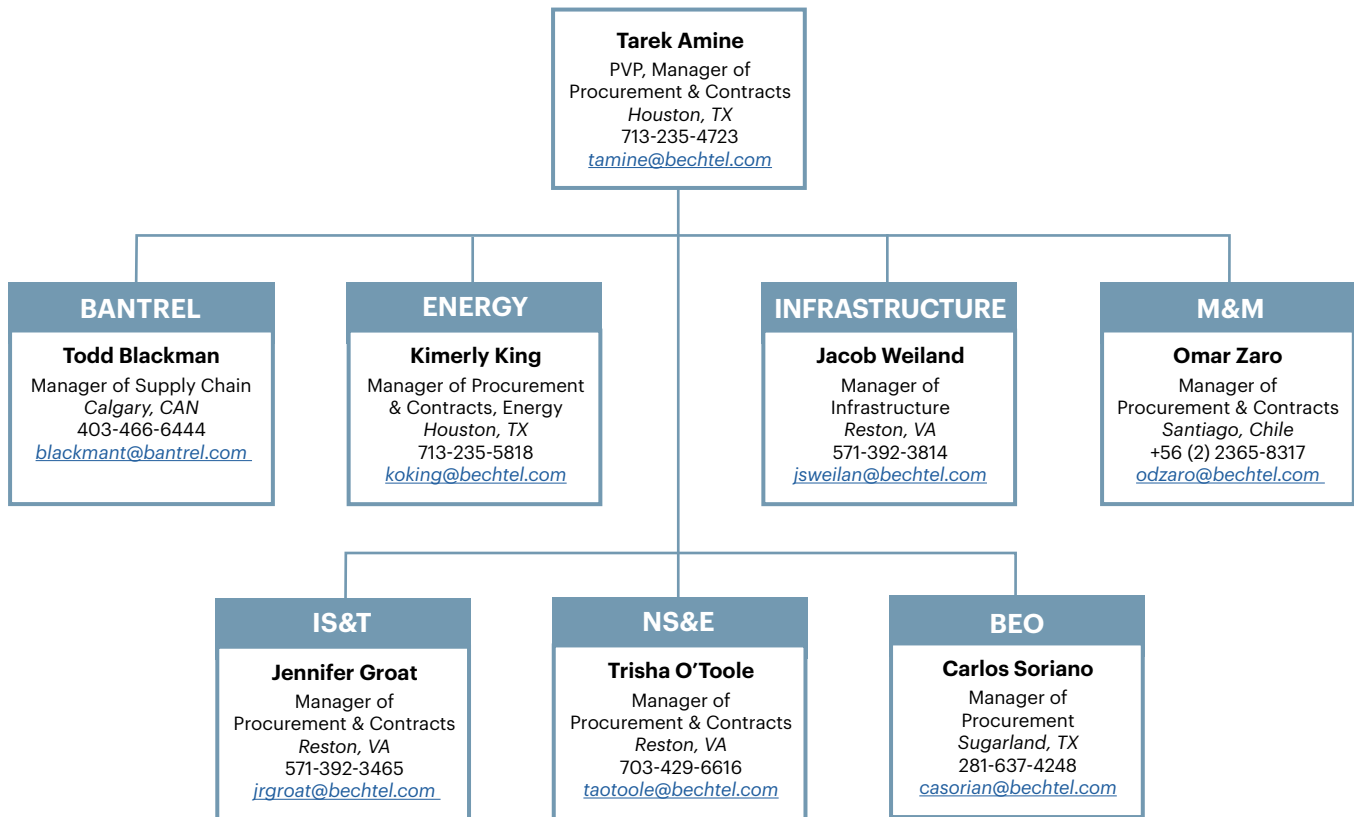 Tarek Amine
PVP, Manager of
Procurement & Contracts
Houston, TX
713-235-4723
tamine@bechtel.com
BANTREL
Todd Blackman
Manager of Supply Chain
Calgary, CAN
403-466-6444
blackmant@bantrel.com
ENERGY
Kimerly King
Manager of Procurement
& Contracts, Energy
Houston, TX
713-235-5818
koking@bechtel.com
INFRASTRUCTURE
Jacob Weiland
Manager of
Infrastructure
Reston, VA
571-392-3814
jsweilan@bechtel.com
M&M
Omar Zaro
Manager of
Procurement & Contracts
Santiago, Chile
+56 (2) 2365-8317
odzaro@bechtel.com
IS&T
Jennifer Groat
Manager of
Procurement & Contracts
Reston, VA
571-392-3465
jrgroat@bechtel.com
NS&E
Trisha O'Toole
Manager of
Procurement & Contracts
Reston, VA
703-429-6616
taotoole@bechtel.com
BEO
Carlos Soriano
Manager of
Procurement
Sugarland, TX
281-637-4248
casorian@bechtel.com